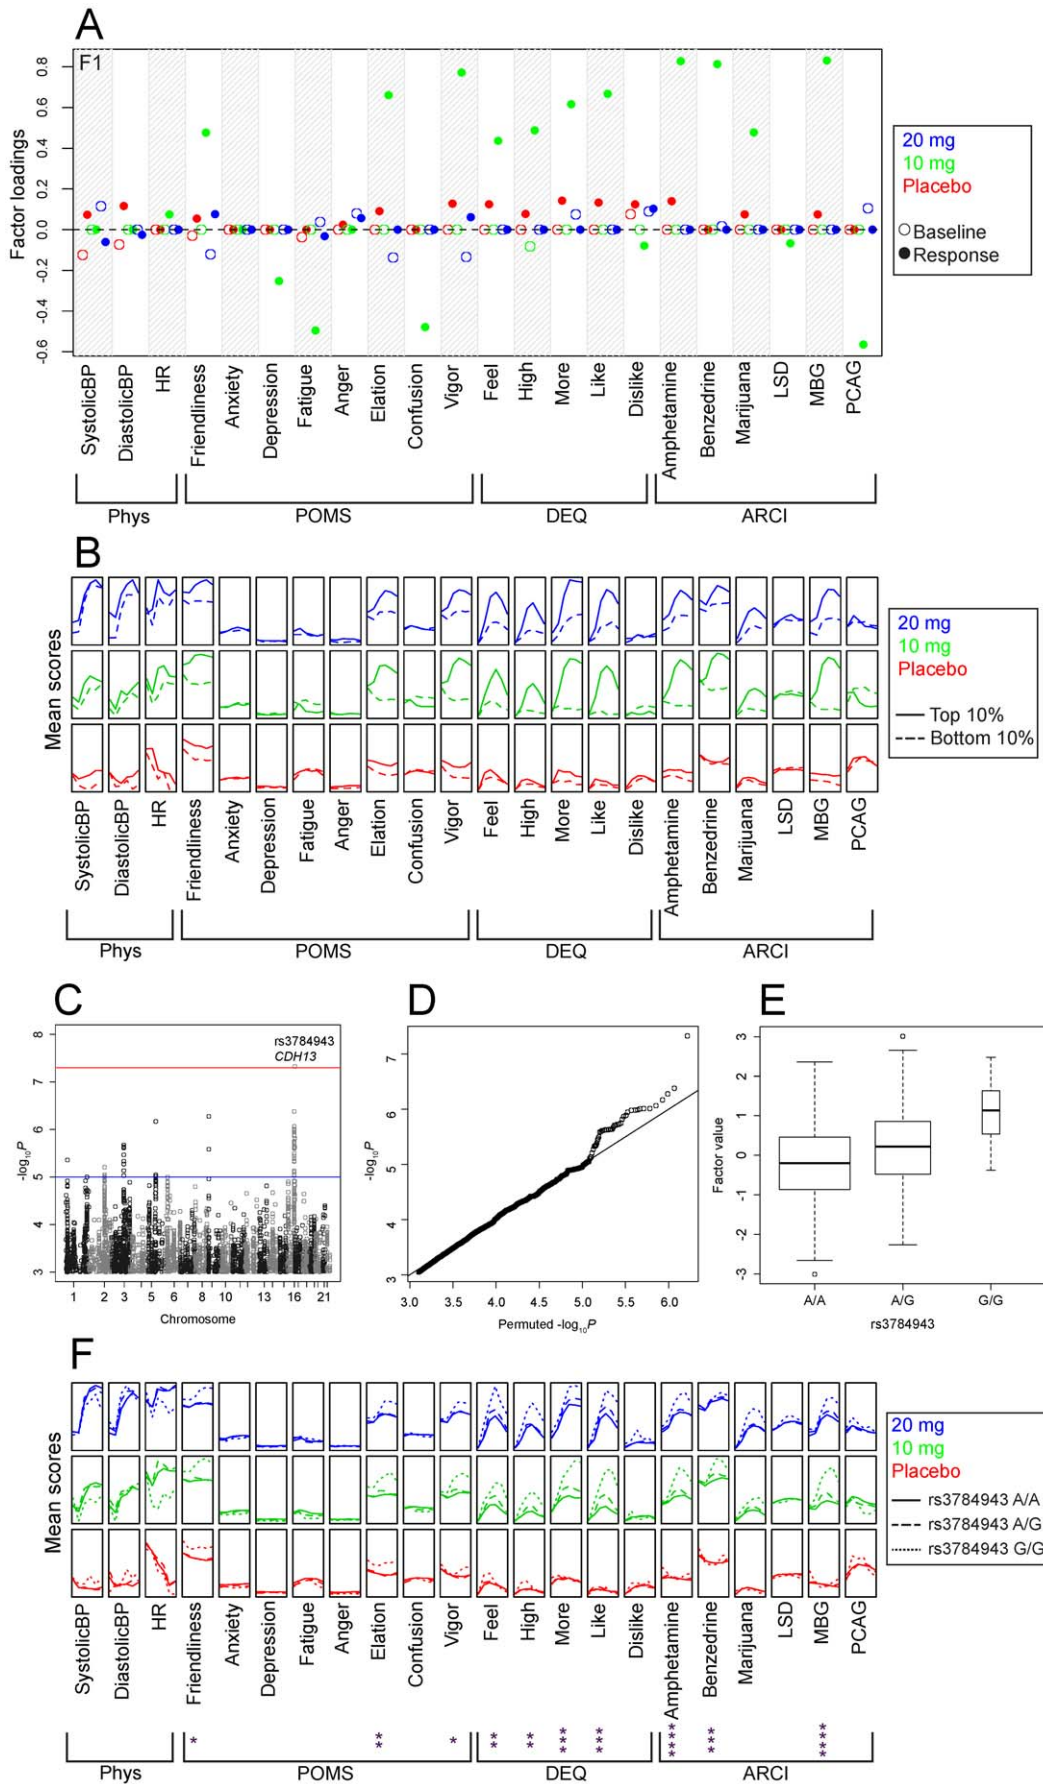 A
F1
Factor loadings
0.8
0.6
0.4
0.2
0.0
-0.2
-0.4
-0.6
20 mg
10 mg
Placebo
Baseline
Response
SystolicBP
DiastolicBP
HR
Friendliness
Anxiety
Depression
Fatigue
Anger
Elation
Confusion
Vigor
Feel
High
More
Like
Dislike
Amphetamine
Benzedrine
Marijuana
LSD
MBG
PCAG
Phys
POMS
DEQ
ARCI
B
Mean scores
20 mg
10 mg
Placebo
Top 10%
Bottom 10%
SystolicBP
DiastolicBP
HR
Friendliness
Anxiety
Depression
Fatigue
Anger
Elation
Confusion
Vigor
Feel
High
More
Like
Dislike
Amphetamine
Benzedrine
Marijuana
LSD
MBG
PCAG
Phys
POMS
DEQ
ARCI
C
-log10P
8
7
6
5
4
3
rs3784943
CDH13
1 2 3 5 6 8 10 13 16 21
Chromosome
D
7
6
5
4
3
3.0 3.5 4.0 4.5 5.0 5.5 6.0
-log10P
Permuted -log10P
E
Factor value
3
2
1
0
-1
-2
-3
A/A A/G G/G
rs3784943
F
Mean scores
20 mg
10 mg
Placebo
rs3784943 A/A
rs3784943 A/G
rs3784943 G/G
SystolicBP
DiastolicBP
HR
Friendliness
Anxiety
Depression
Fatigue
Anger
Elation
Confusion
Vigor
Feel
High
More
Like
Dislike
Amphetamine
Benzedrine
Marijuana
LSD
MBG
PCAG
* ** * ** ** *** *** **** *** ****
Phys
POMS
DEQ
ARCI